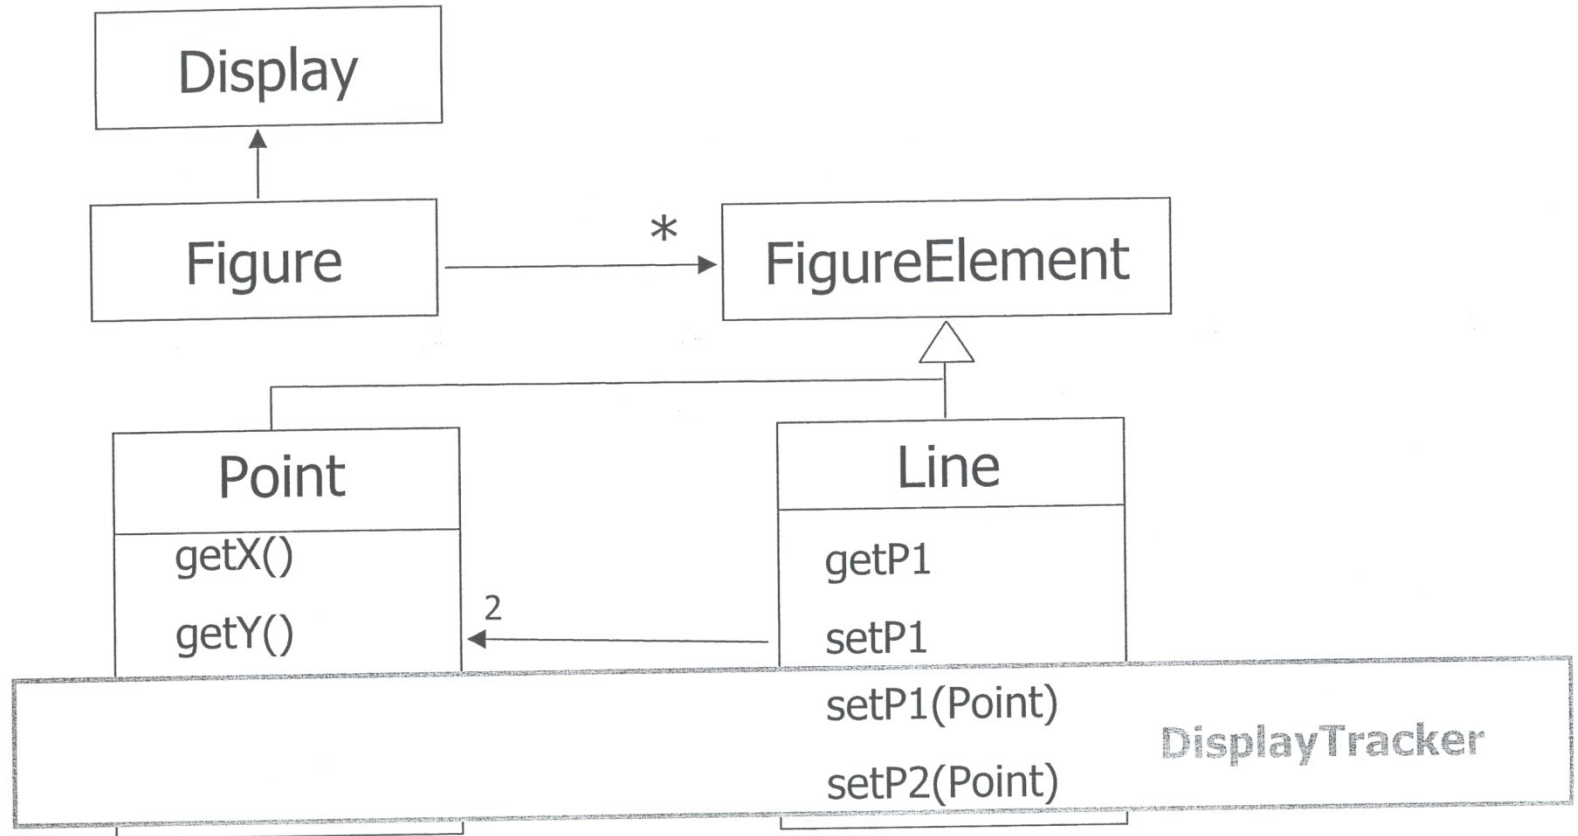 Display
Figure
*
FigureElement
Point
getX()
getY()
2
Line
getP1
setP1
setP1(Point)
setP2(Point)
DisplayTracker